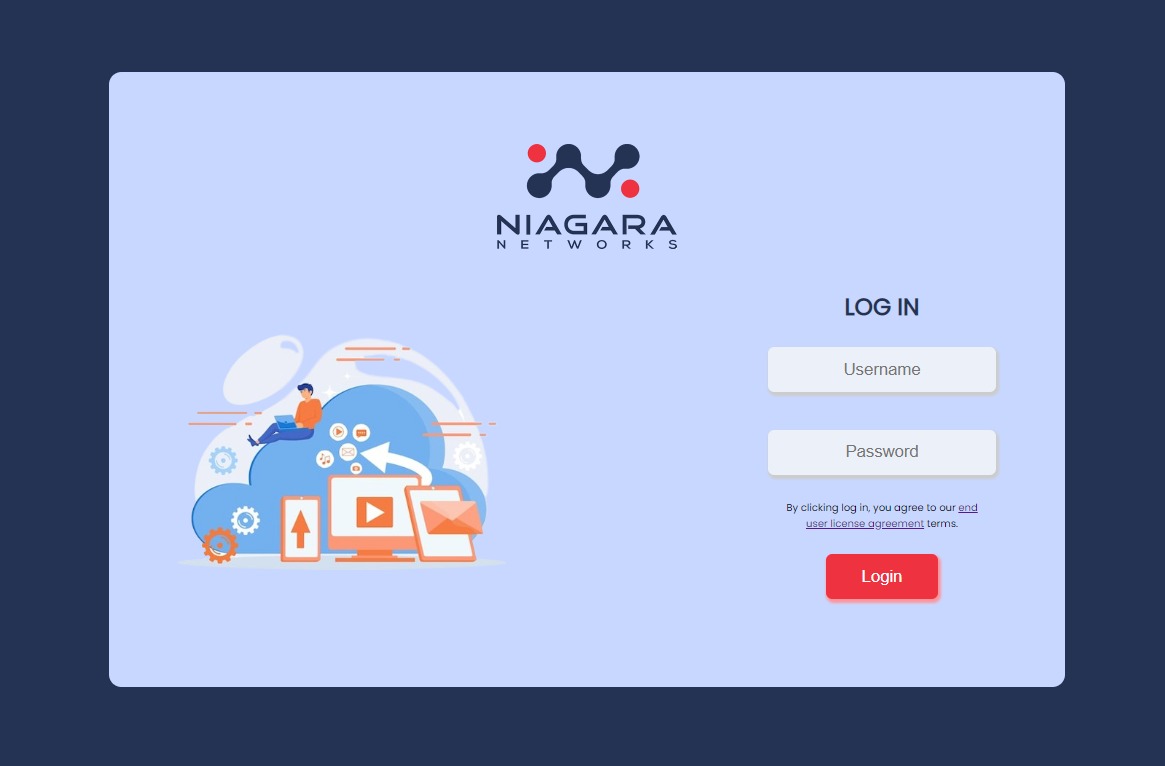 NIAGARA
NETWORKS
LOG IN
Username
Password
By clicking log in, you agree to our end
user license agreement terms.
Login